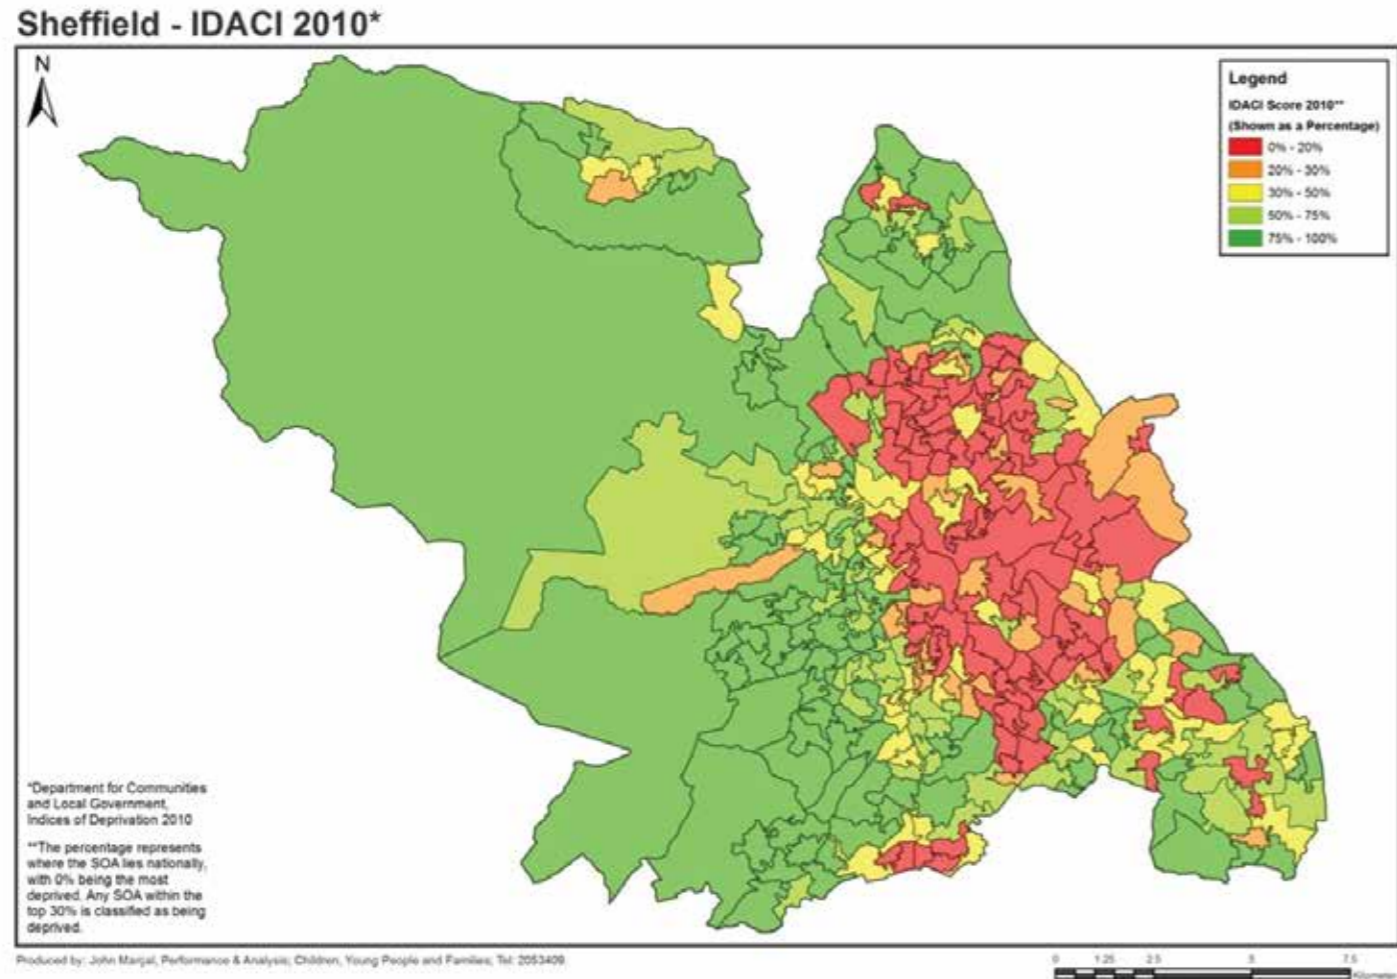 Sheffield - IDACI 2010*
N
Legend
IDACI Score 2010**
(Shown as a Percentage)
0% - 20%
20% - 30%
30% - 50%
50% - 75%
75% - 100%
*Department for Communities
and Local Government,
Indices of Deprivation 2010
**The percentage represents
where the SOA lies nationally,
with 0% being the most
deprived. Any SOA within the
top 30% is classified as being
deprived.
Produced by: John Marçal, Performance & Analysis; Children, Young People and Families; Tel: 2053409
0 1.25 2.5 5 7.5
Kilometers